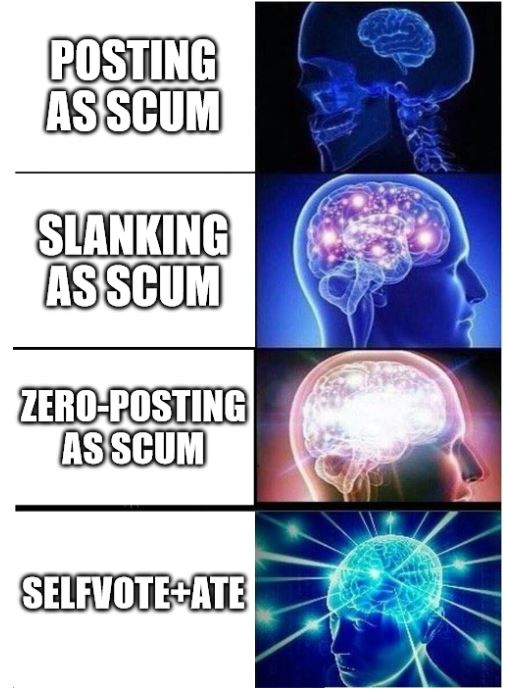 POSTING
AS SCUM
SLANKING
AS SCUM
ZERO-POSTING
AS SCUM
SELFVOTE+ATE